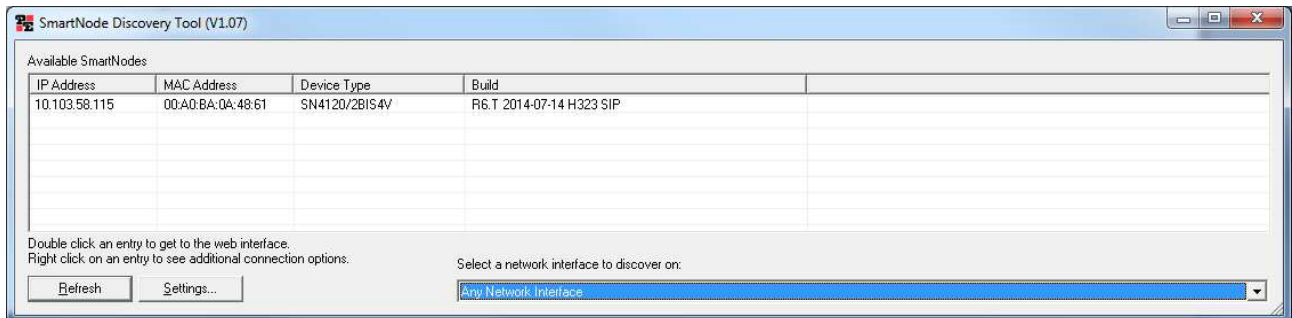 SmartNode Discovery Tool (V1.07)
Available SmartNodes
IP Address MAC Address Device Type Build
10.103.58.115 00:A0:BA:0A:48:61 SN4120/2BIS4V R6.T 2014-07-14 H323 SIP
Double click an entry to get to the web interface.
Right click on an entry to see additional connection options.
Select a network interface to discover on:
Refresh Settings... Any Network Interface